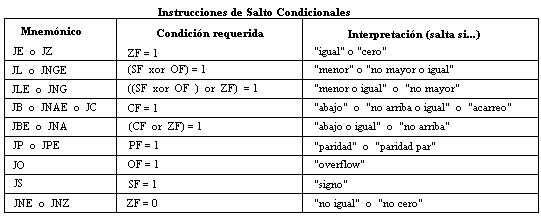 Instrucciones de Salto Condicionales
Mnemónico Condición requerida Interpretación (salta si...)
JE o JZ ZF = 1 "igual" o "cero"
JL o JNGE (SF xor OF) = 1 "menor" o "no mayor o igual"
JLE o JNG ((SF xor OF ) or ZF) = 1 "menor o igual" o "no mayor"
JB o JNAE o JC CF = 1 "abajo" o "no arriba o igual" o "acarreo"
JBE o JNA (CF or ZF) = 1 "abajo o igual" o "no arriba"
JP o JPE PF = 1 "paridad" o "paridad par"
JO OF = 1 "overflow"
JS SF = 1 "signo"
JNE o JNZ ZF = 0 "no igual" o "no cero"